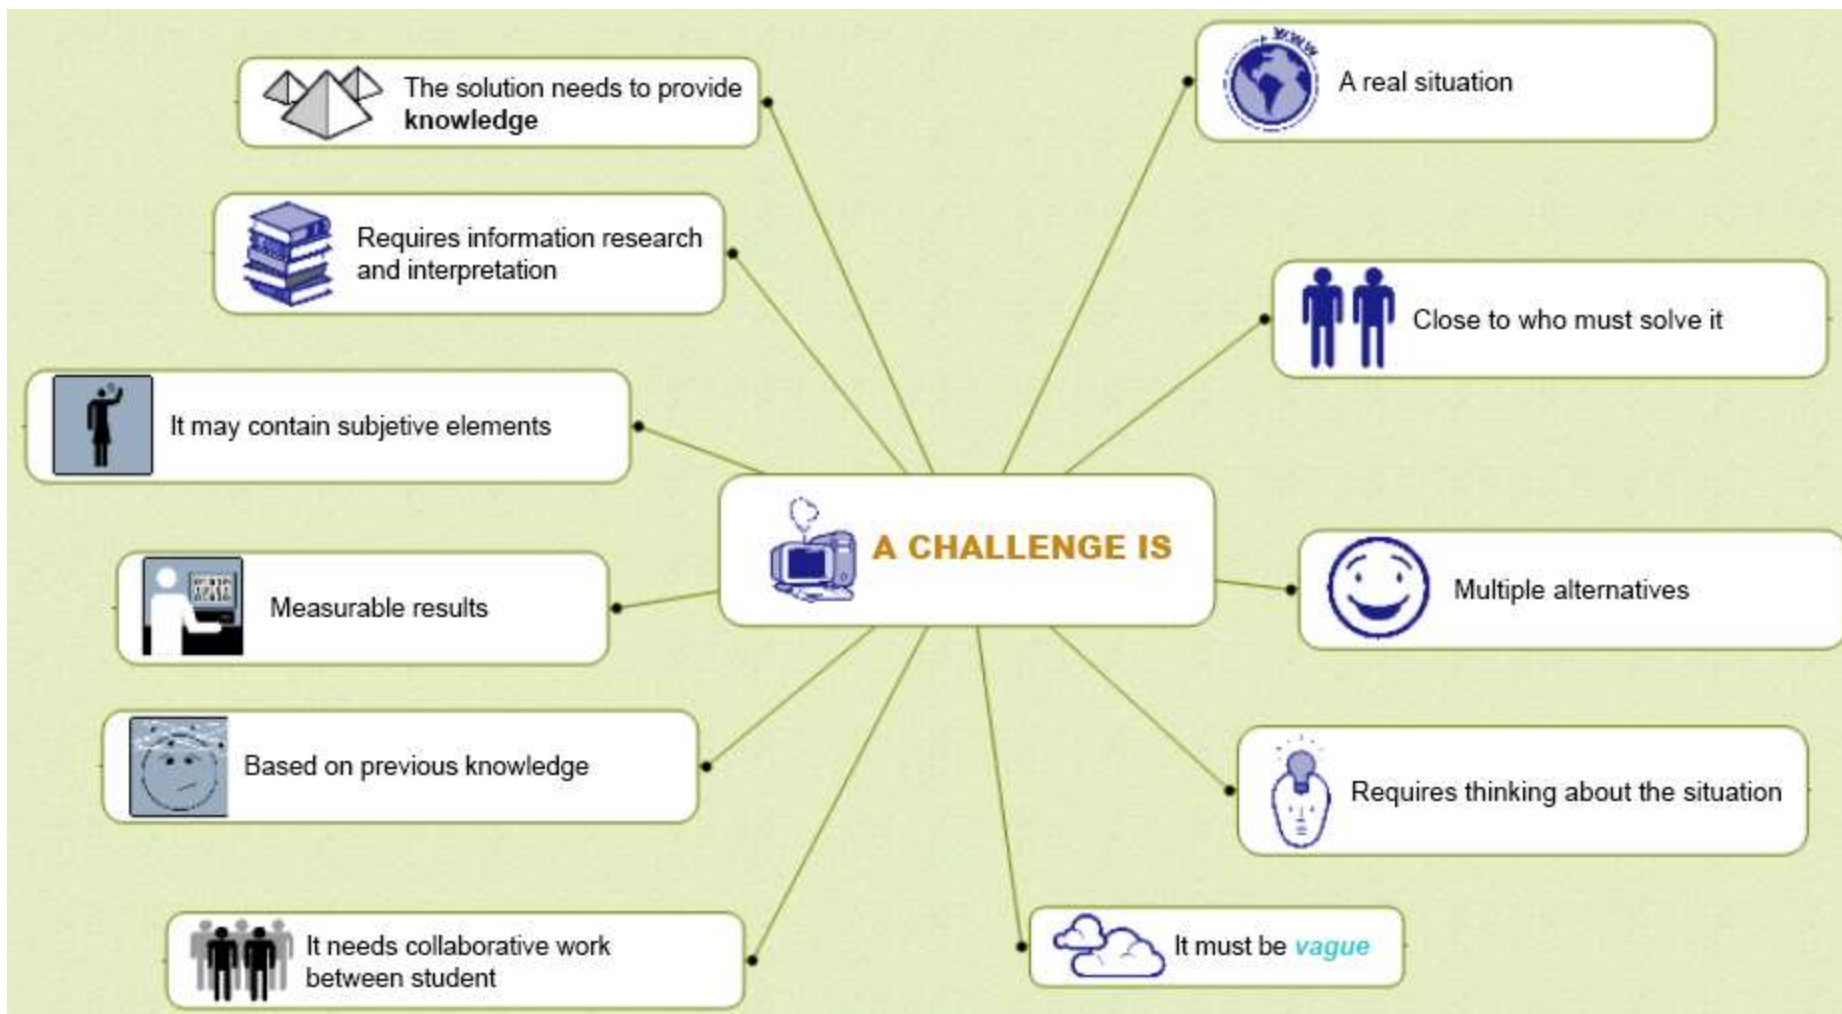 The solution needs to provide
knowledge
Requires information research
and interpretation
It may contain subjetive elements
Measurable results
Based on previous knowledge
It needs collaborative work
between student
A CHALLENGE IS
WWW
A real situation
Close to who must solve it
Multiple alternatives
Requires thinking about the situation
It must be vague